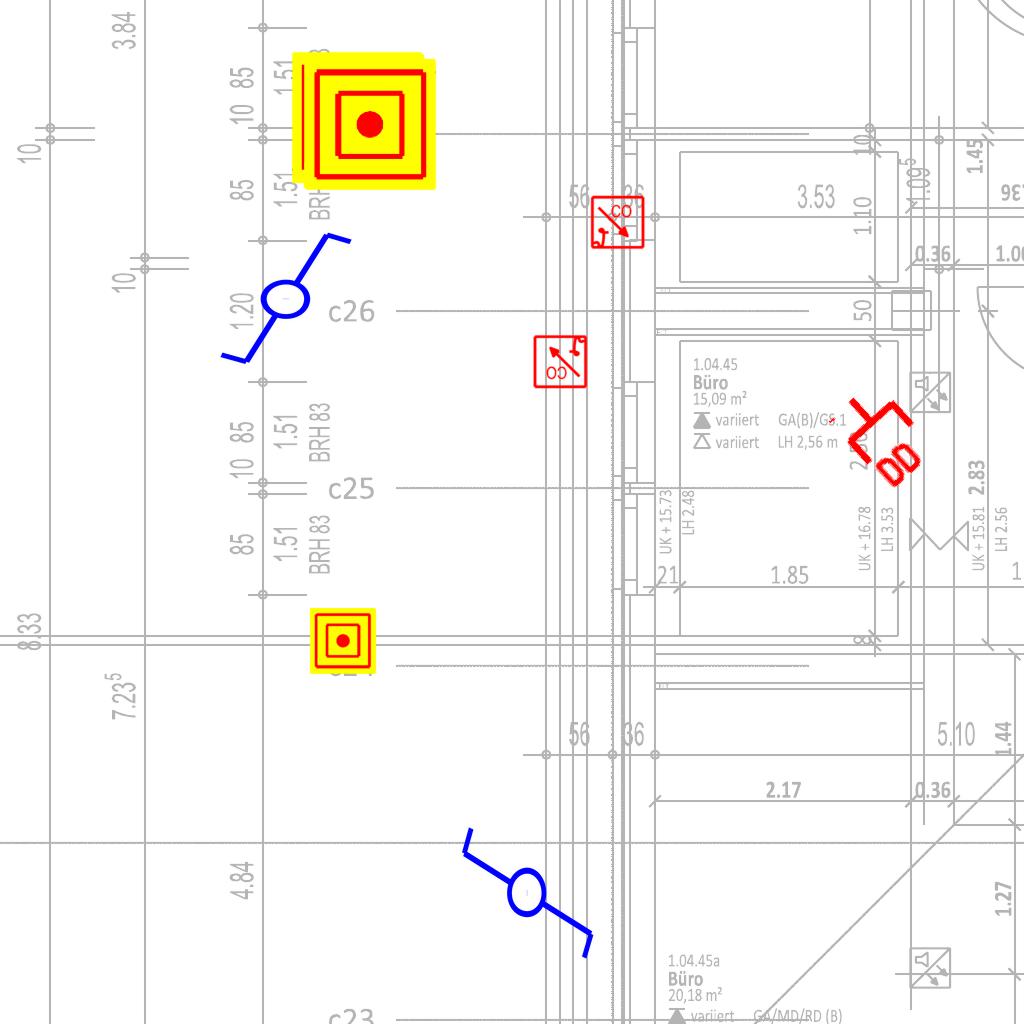 3.84
85
1.51
10
10
85
1.51
BRH
56
36
3.53
10
1.09⁵
1.45
1.10
CO
0.36
1.00
10
1.20
c26
50
CO
1.04.45
Büro
15,09 m²
variiert GA(B)/GS.1
variiert LH 2,56 m
85
1.51
BRH 83
10
DD
c25
UK + 15.73
LH 2.48
2.83
85
1.51
BRH 83
UK + 16.78
LH 3.53
UK + 15.81
LH 2.56
21
1.85
1
8.33
8
7.23⁵
56
36
5.10
1.44
2.17
0.36
4.84
1.27
1.04.45a
Büro
20,18 m²
variiert GA/MD/RD (B)
c23